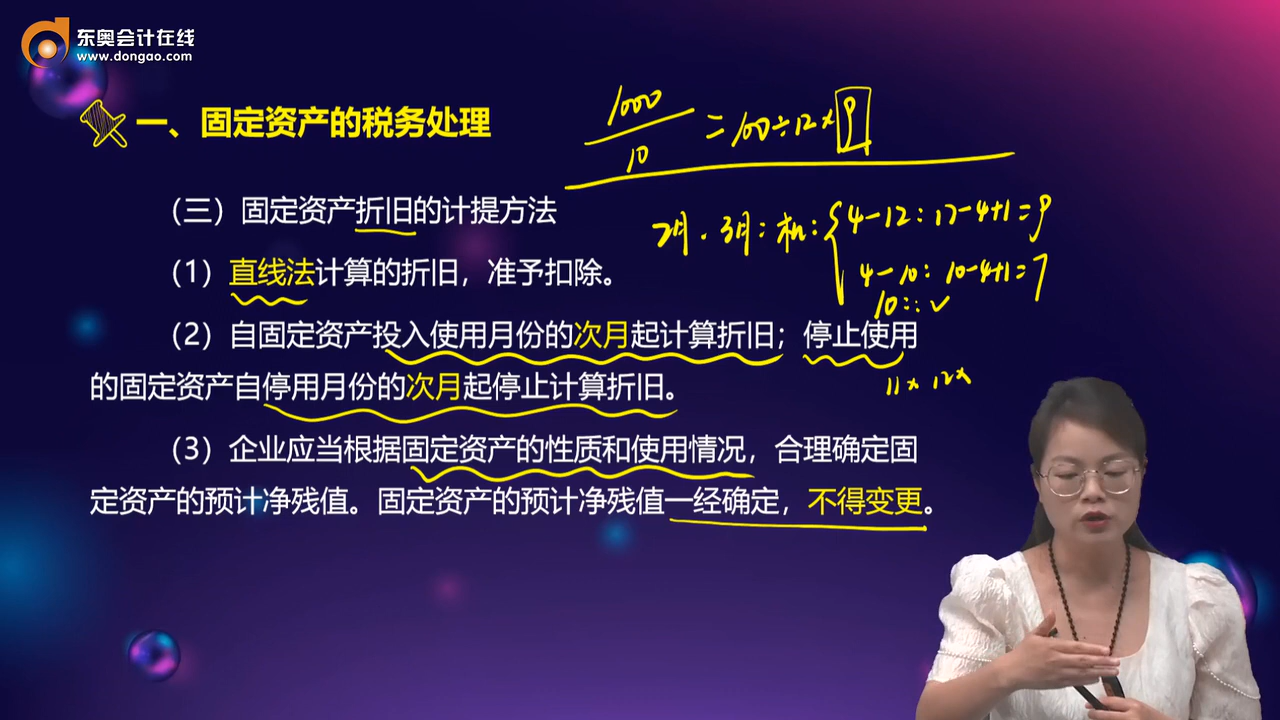 东奥会计在线
www.dongao.com
一、固定资产的税务处理
1000
10
=100÷12×9
（三）固定资产折旧的计提方法
2月. 3月: 机:
4-12: 12-4+1=9
4-10: 10-4+1=7
10: ✓
（1）直线法计算的折旧，准予扣除。
（2）自固定资产投入使用月份的次月起计算折旧；停止使用
的固定资产自停用月份的次月起停止计算折旧。
11× 12×
（3）企业应当根据固定资产的性质和使用情况，合理确定固
定资产的预计净残值。固定资产的预计净残值一经确定，不得变更。